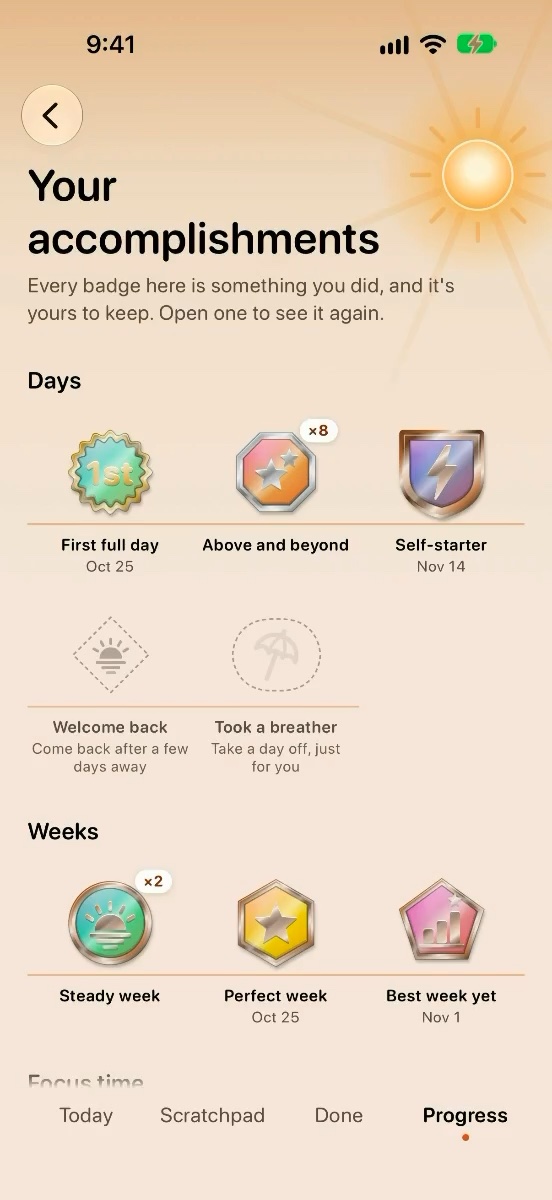 9:41
Your
accomplishments
Every badge here is something you did, and it's
yours to keep. Open one to see it again.
Days
1st
×8
First full day
Oct 25
Above and beyond
Self-starter
Nov 14
Welcome back
Come back after a few
days away
Took a breather
Take a day off, just
for you
Weeks
×2
Steady week
Perfect week
Oct 25
Best week yet
Nov 1
Focus time
Today
Scratchpad
Done
Progress